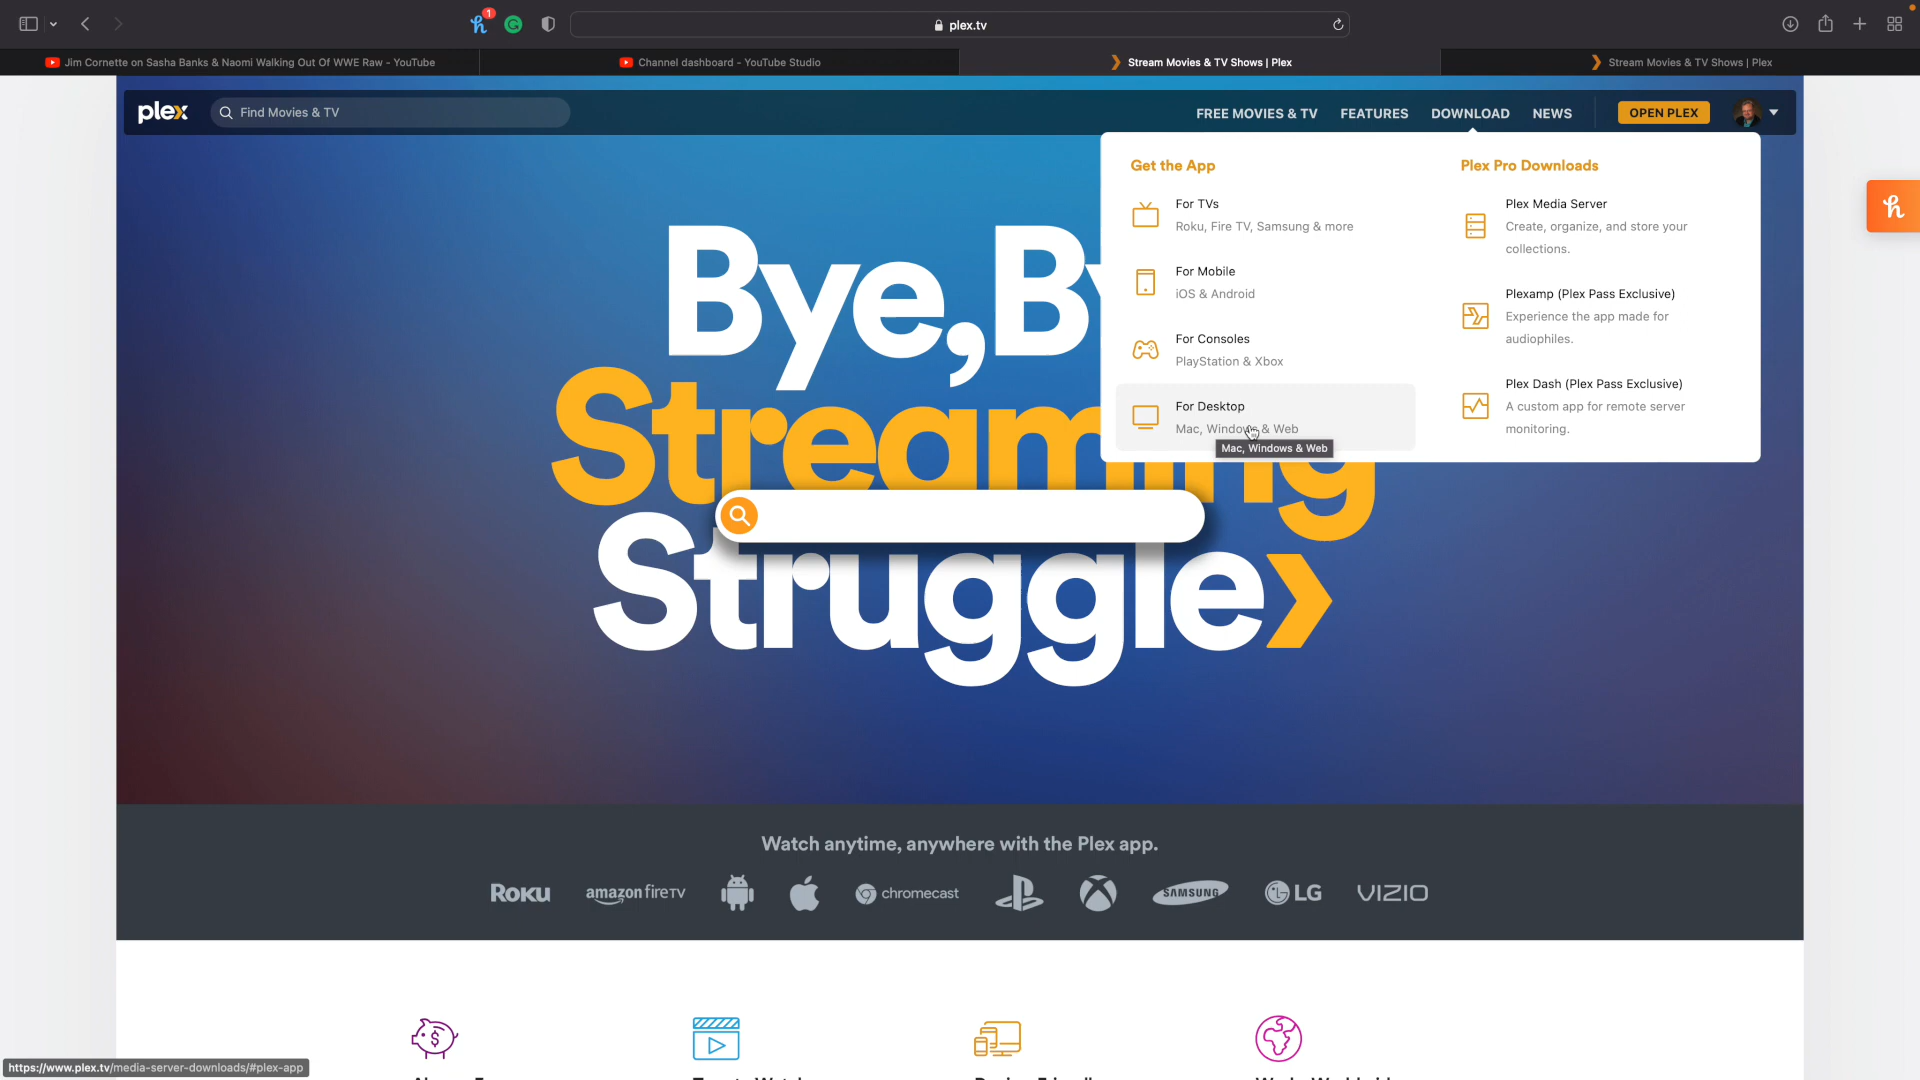 1
plex.tv
Jim Cornette on Sasha Banks & Naomi Walking Out Of WWE Raw - YouTube
Channel dashboard - YouTube Studio
Stream Movies & TV Shows | Plex
Stream Movies & TV Shows | Plex
plex
Find Movies & TV
FREE MOVIES & TV
FEATURES
DOWNLOAD
NEWS
OPEN PLEX
Get the App
For TVs
Roku, Fire TV, Samsung & more
For Mobile
iOS & Android
For Consoles
PlayStation & Xbox
For Desktop
Mac, Windows & Web
Mac, Windows & Web
Plex Pro Downloads
Plex Media Server
Create, organize, and store your
collections.
Plexamp (Plex Pass Exclusive)
Experience the app made for
audiophiles.
Plex Dash (Plex Pass Exclusive)
A custom app for remote server
monitoring.
Bye, By
Streaming
Struggle
Watch anytime, anywhere with the Plex app.
ROKU
amazon fire TV
chromecast
SAMSUNG
LG
VIZIO
https://www.plex.tv/media-server-downloads/#plex-app